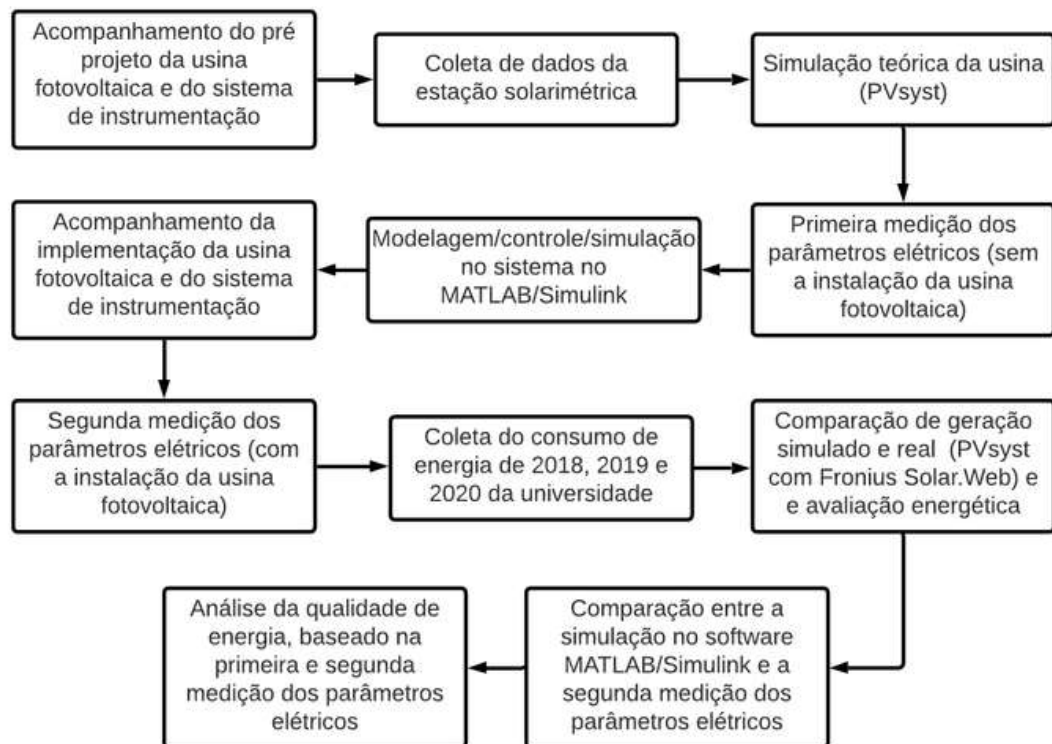 Acompanhamento do pré
projeto da usina
fotovoltaica e do sistema
de instrumentação
Coleta de dados da
estação solarimétrica
Simulação teórica da usina
(PVsyst)
Primeira medição dos
parâmetros elétricos (sem
a instalação da usina
fotovoltaica)
Modelagem/controle/simulação
no sistema no
MATLAB/Simulink
Acompanhamento da
implementação da usina
fotovoltaica e do sistema
de instrumentação
Segunda medição dos
parâmetros elétricos (com
a instalação da usina
fotovoltaica)
Coleta do consumo de
energia de 2018, 2019 e
2020 da universidade
Comparação de geração
simulado e real (PVsyst
com Fronius Solar.Web) e
e avaliação energética
Comparação entre a
simulação no software
MATLAB/Simulink e a
segunda medição dos
parâmetros elétricos
Análise da qualidade de
energia, baseado na
primeira e segunda
medição dos parâmetros
elétricos